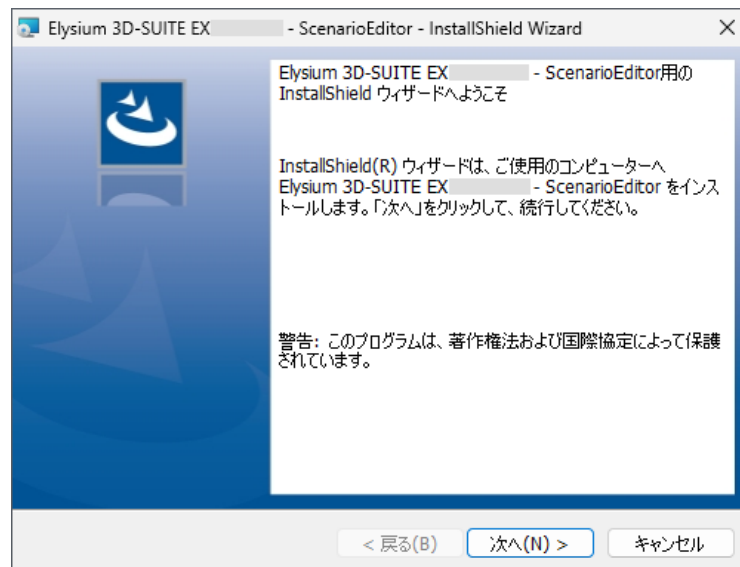 Elysium 3D-SUITE EX - ScenarioEditor - InstallShield Wizard
Elysium 3D-SUITE EX - ScenarioEditor用の
InstallShield ウィザードへようこそ
InstallShield(R) ウィザードは、ご使用のコンピューターへ
Elysium 3D-SUITE EX - ScenarioEditor をインス
トールします。「次へ」をクリックして、続行してください。
警告: このプログラムは、著作権法および国際協定によって保護
されています。
< 戻る(B)
次へ(N) >
キャンセル